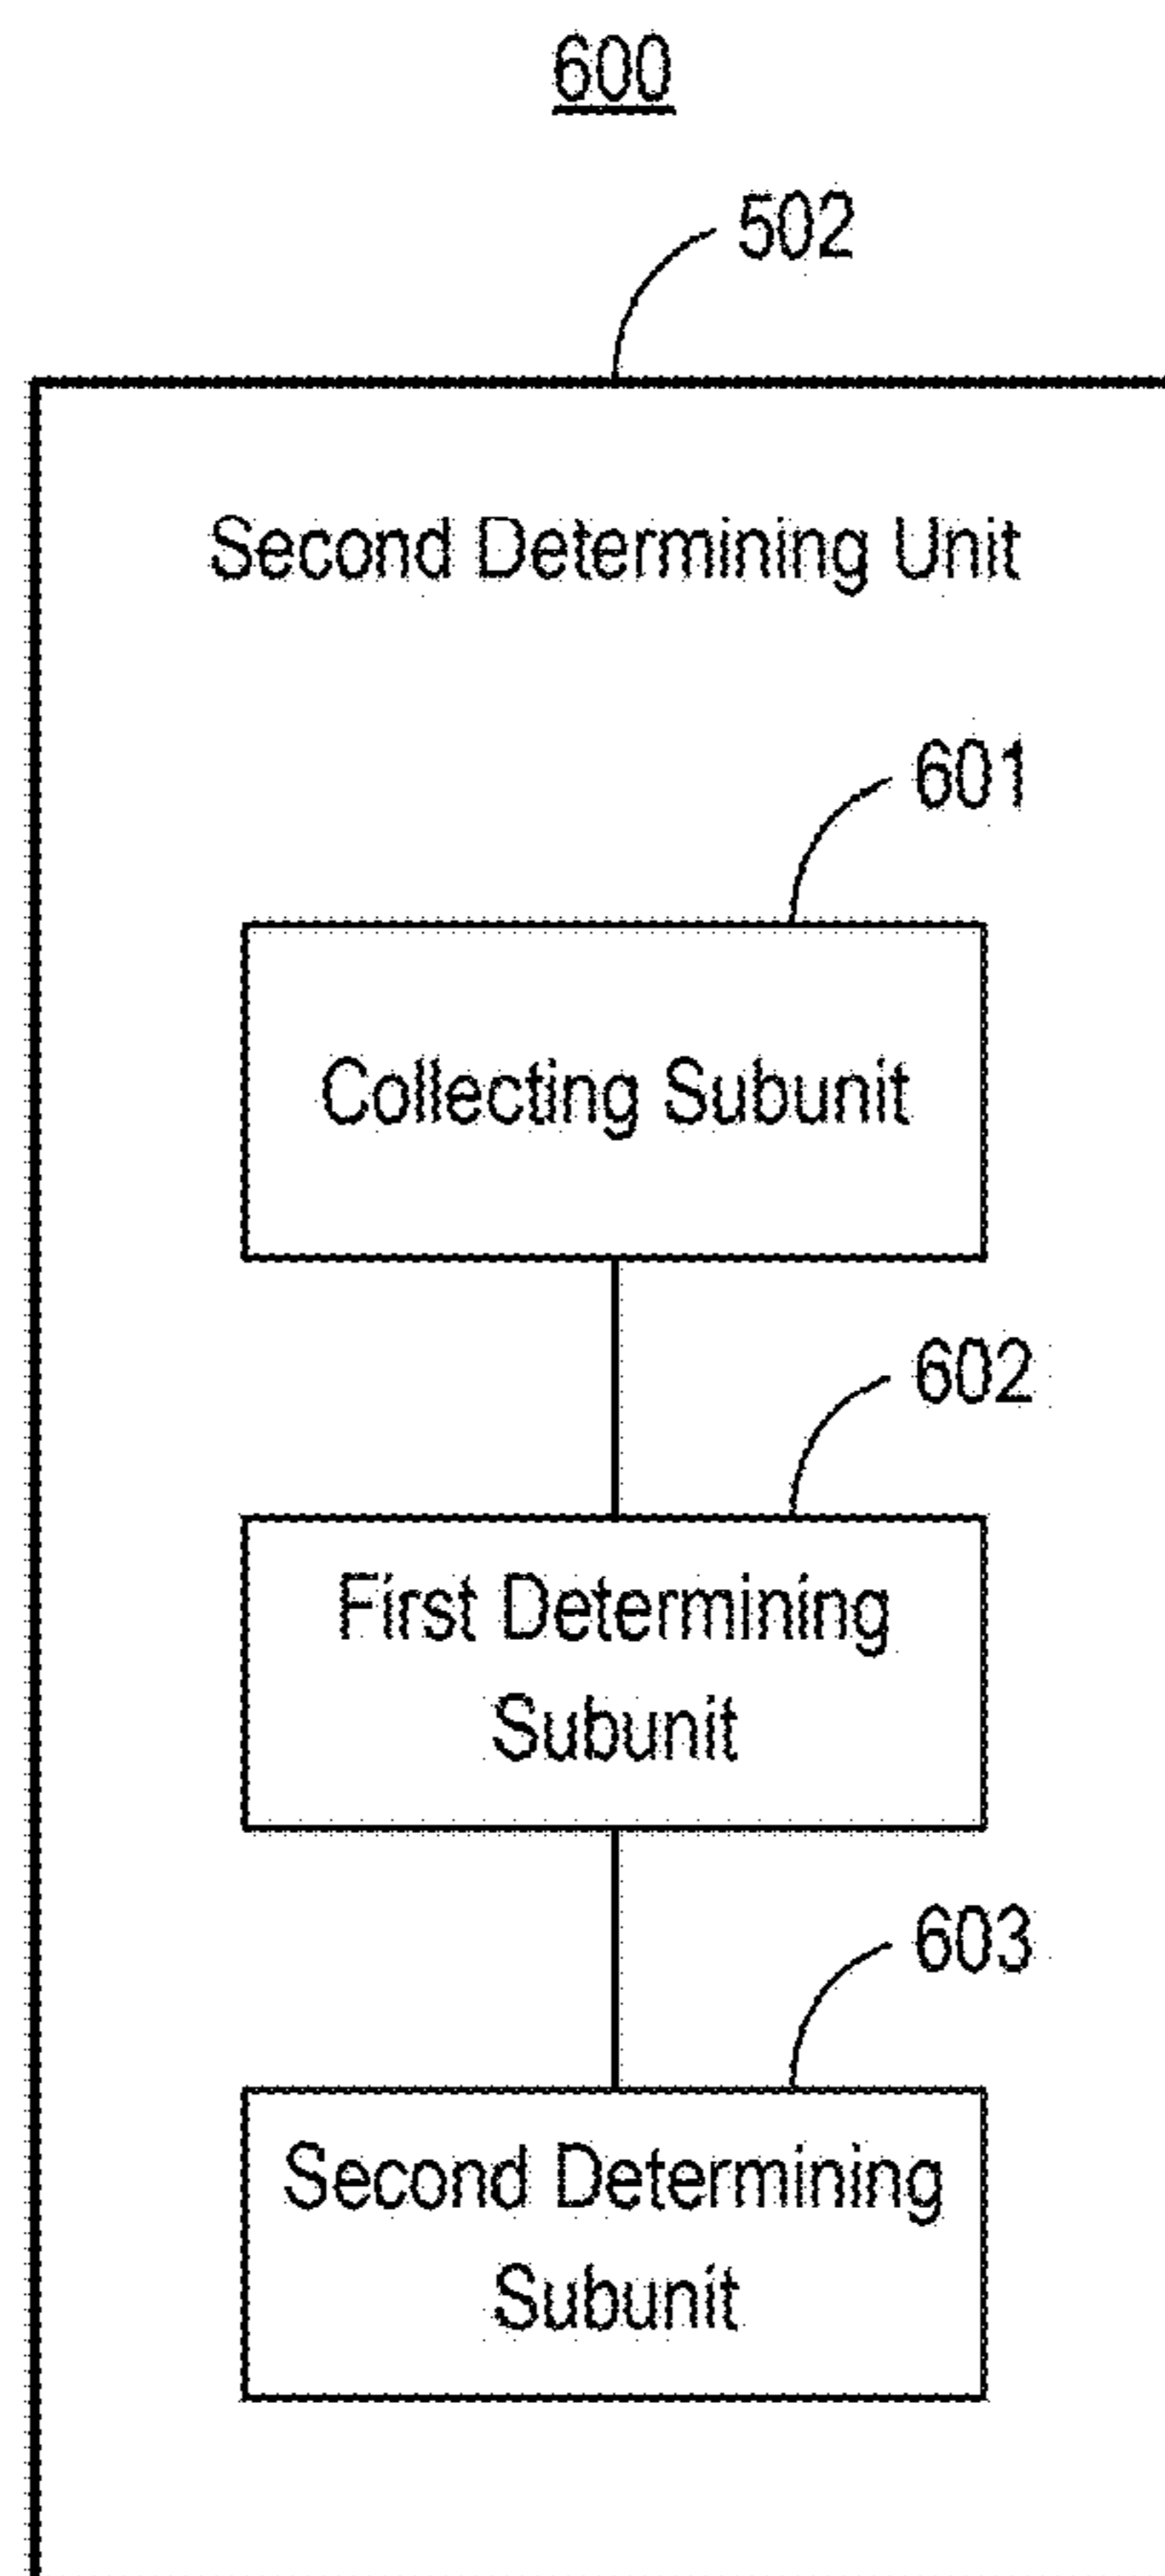 600
502
Second Determining Unit
601
Collecting Subunit
602
First Determining
Subunit
603
Second Determining
Subunit